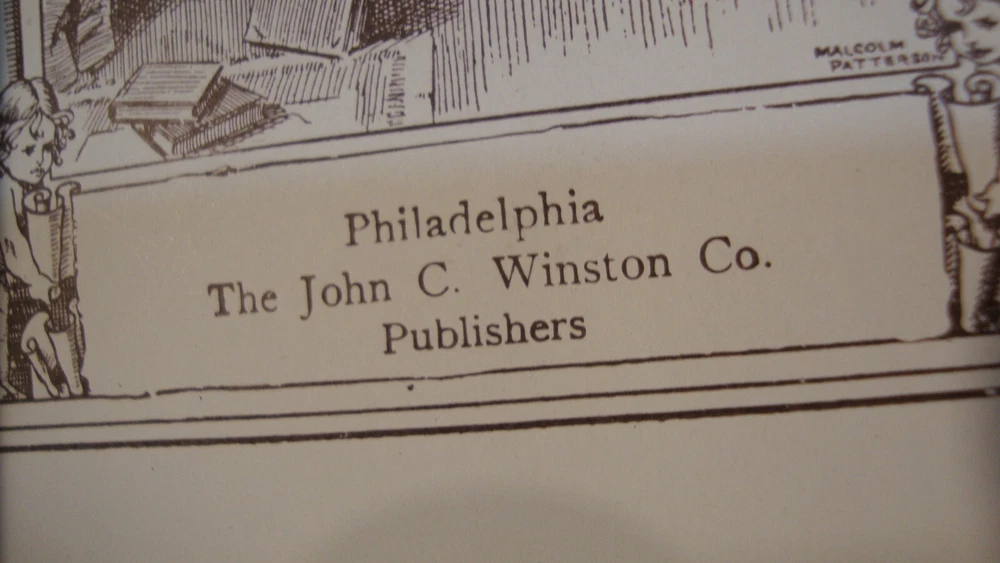 MALCOLM
PATTERSON
Philadelphia
The John C. Winston Co.
Publishers